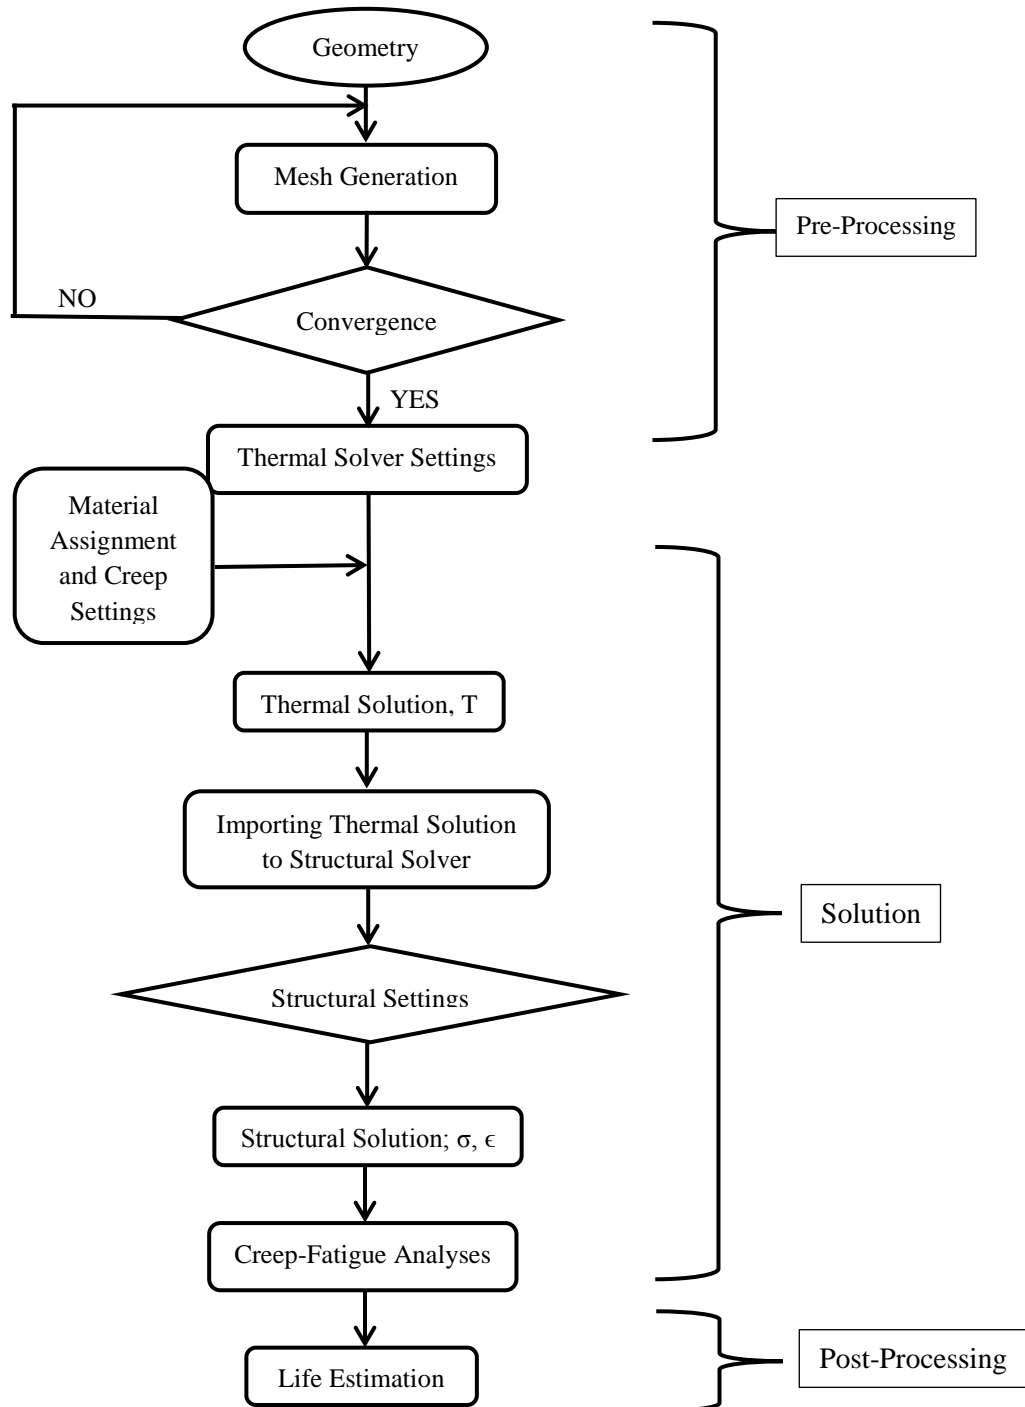 Geometry
Mesh Generation
Pre-Processing
NO
Convergence
YES
Thermal Solver Settings
Material
Assignment
and Creep
Settings
Thermal Solution, T
Importing Thermal Solution
to Structural Solver
Solution
Structural Settings
Structural Solution; σ, ϵ
Creep-Fatigue Analyses
Life Estimation
Post-Processing